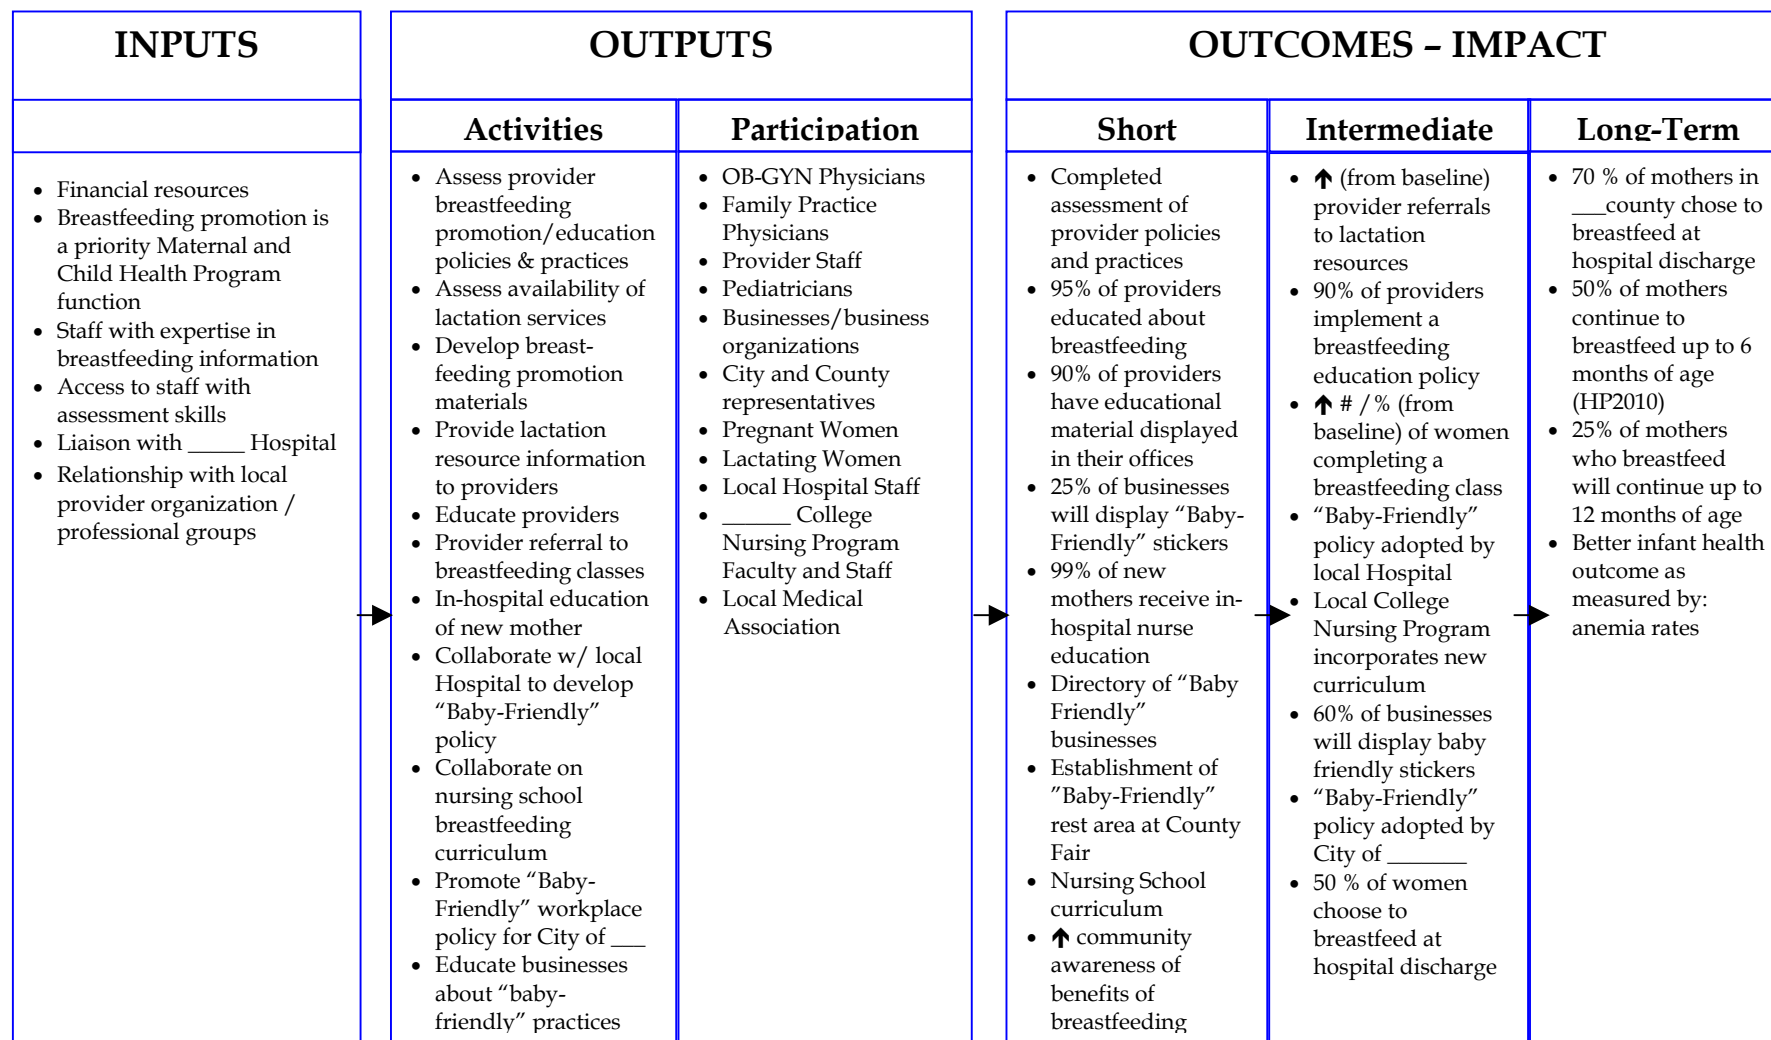 INPUTS
OUTPUTS
OUTCOMES – IMPACT
Activities
Participation
Short
Intermediate
Long-Term
• Financial resources
• Breastfeeding promotion is
a priority Maternal and
Child Health Program
function
• Staff with expertise in
breastfeeding information
• Access to staff with
assessment skills
• Liaison with _____ Hospital
• Relationship with local
provider organization /
professional groups
• Assess provider
breastfeeding
promotion/education
policies & practices
• Assess availability of
lactation services
• Develop breast-
feeding promotion
materials
• Provide lactation
resource information
to providers
• Educate providers
• Provider referral to
breastfeeding classes
• In-hospital education
of new mother
• Collaborate w/ local
Hospital to develop
“Baby-Friendly”
policy
• Collaborate on
nursing school
breastfeeding
curriculum
• Promote “Baby-
Friendly” workplace
policy for City of ___
• Educate businesses
about “baby-
friendly” practices
• OB-GYN Physicians
• Family Practice
Physicians
• Provider Staff
• Pediatricians
• Businesses/business
organizations
• City and County
representatives
• Pregnant Women
• Lactating Women
• Local Hospital Staff
• ______ College
Nursing Program
Faculty and Staff
• Local Medical
Association
• Completed
assessment of
provider policies
and practices
• 95% of providers
educated about
breastfeeding
• 90% of providers
have educational
material displayed
in their offices
• 25% of businesses
will display “Baby-
Friendly” stickers
• 99% of new
mothers receive in-
hospital nurse
education
• Directory of “Baby
Friendly”
businesses
• Establishment of
”Baby-Friendly”
rest area at County
Fair
• Nursing School
curriculum
• 🡹 community
awareness of
benefits of
breastfeeding
• 🡹 (from baseline)
provider referrals
to lactation
resources
• 90% of providers
implement a
breastfeeding
education policy
• 🡹 # / % (from
baseline) of women
completing a
breastfeeding class
• “Baby-Friendly”
policy adopted by
local Hospital
• Local College
Nursing Program
incorporates new
curriculum
• 60% of businesses
will display baby
friendly stickers
• “Baby-Friendly”
policy adopted by
City of _______
• 50 % of women
choose to
breastfeed at
hospital discharge
• 70 % of mothers in
___county chose to
breastfeed at
hospital discharge
• 50% of mothers
continue to
breastfeed up to 6
months of age
(HP2010)
• 25% of mothers
who breastfeed
will continue up to
12 months of age
• Better infant health
outcome as
measured by:
anemia rates